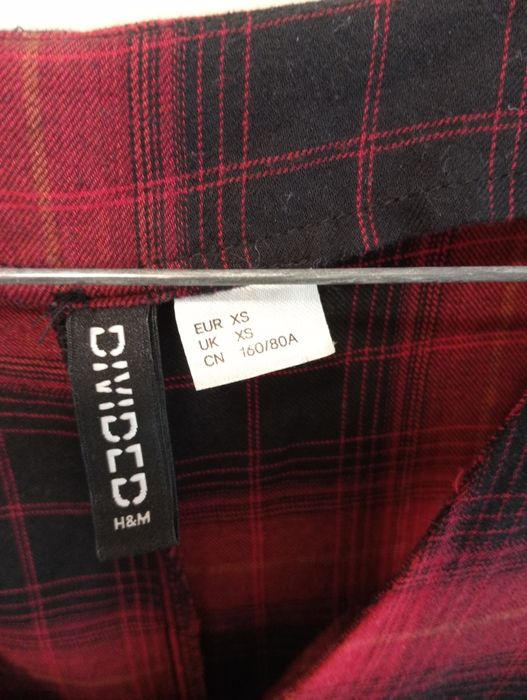 DIVIDED
H&M
EUR XS
UK XS
CN 160/80A